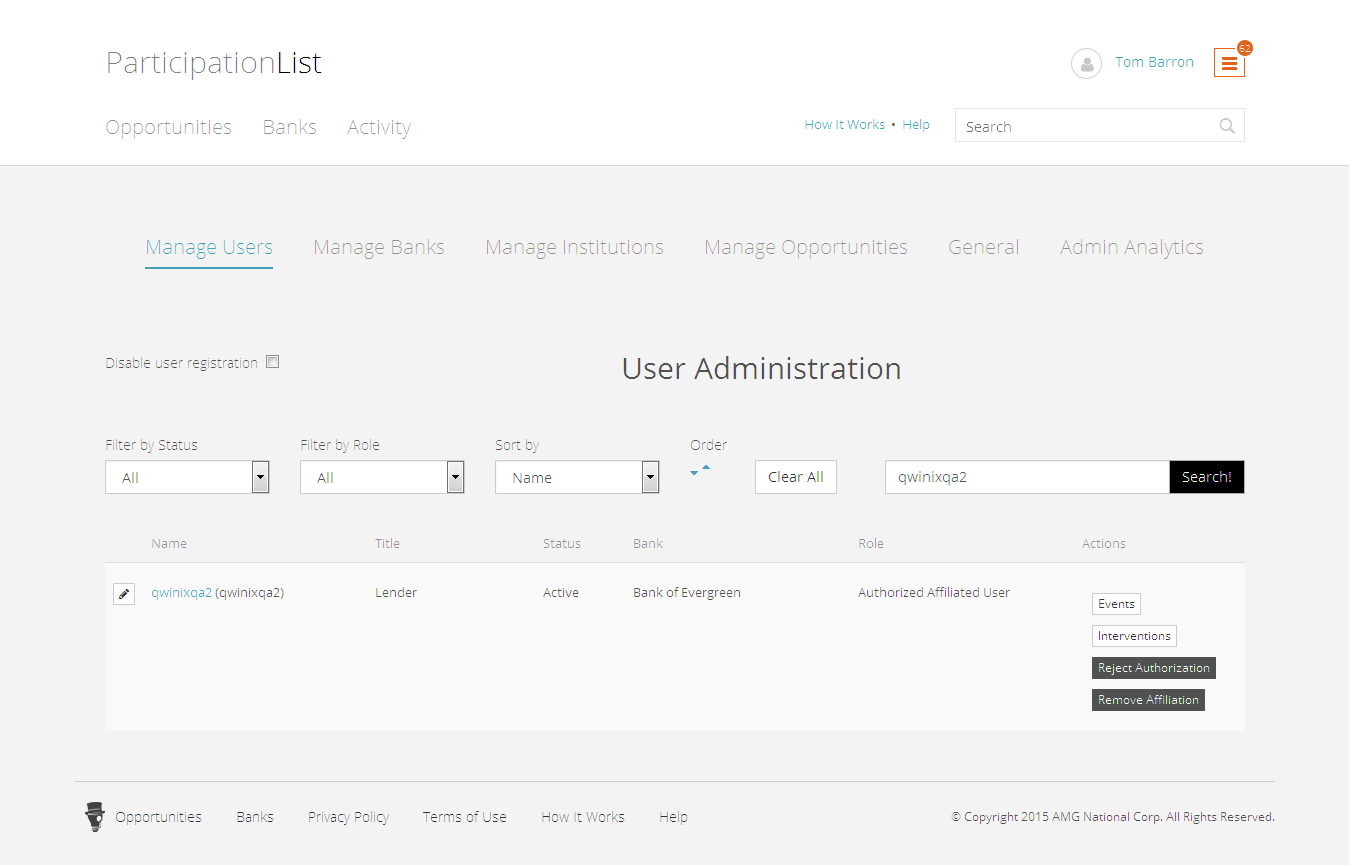 ParticipationList
Tom Barron
62
Opportunities Banks Activity
How It Works • Help
Search
Manage Users Manage Banks Manage Institutions Manage Opportunities General Admin Analytics
Disable user registration
User Administration
Filter by Status Filter by Role Sort by Order
All All Name Clear All qwinixqa2 Search!
Name Title Status Bank Role Actions
qwinixqa2 (qwinixqa2) Lender Active Bank of Evergreen Authorized Affiliated User
Events
Interventions
Reject Authorization
Remove Affiliation
Opportunities Banks Privacy Policy Terms of Use How It Works Help © Copyright 2015 AMG National Corp. All Rights Reserved.